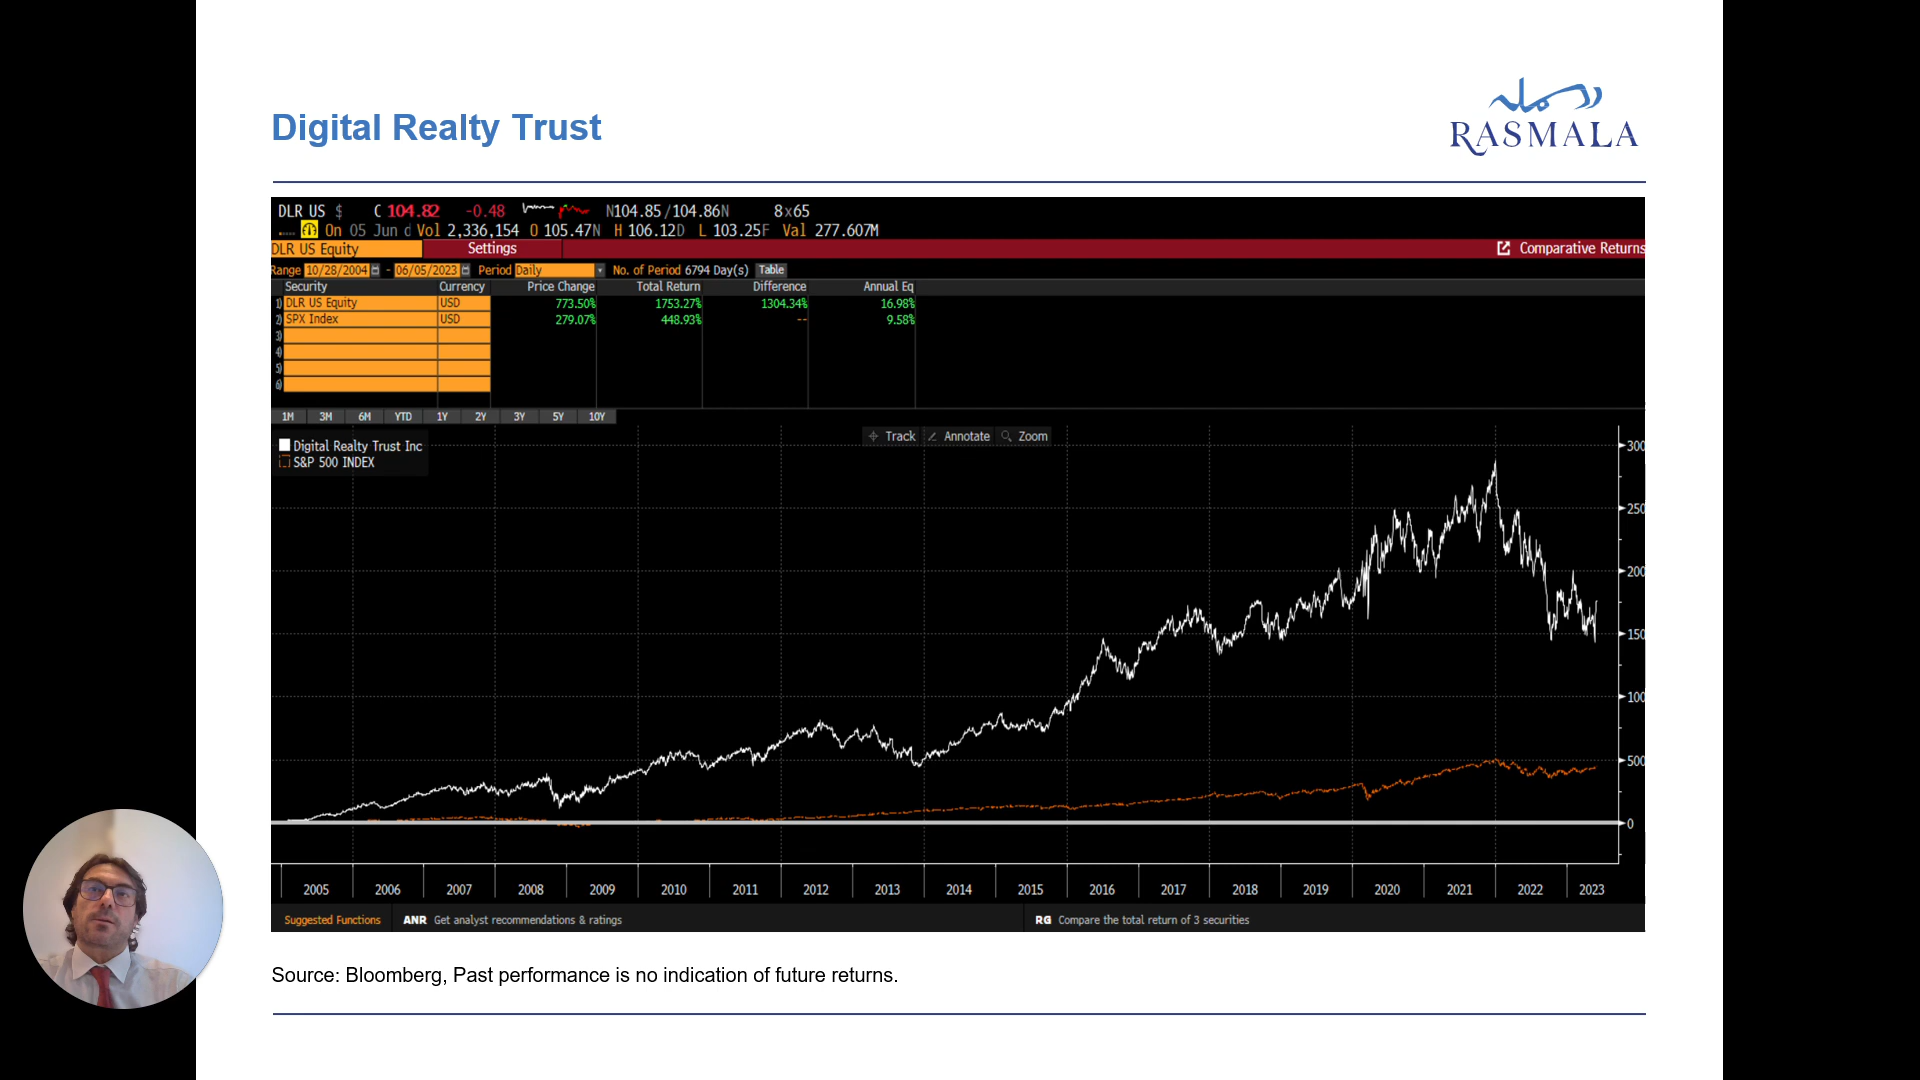 Digital Realty Trust
رسملة
RASMALA
DLR US $ C 104.82 -0.48 N104.85/104.86N 8x65
On 05 Jun d Vol 2,336,154 O 105.47N H 106.12D L 103.25F Val 277.607M
DLR US Equity Settings Comparative Returns
Range 10/28/2004 - 06/05/2023 Period Daily No. of Period 6794 Day(s) Table
Security Currency Price Change Total Return Difference Annual Eq
1) DLR US Equity USD 773.50% 1753.27% 1304.34% 16.98%
2) SPX Index USD 279.07% 448.93% -- 9.58%
3)
4)
5)
6)
1M 3M 6M YTD 1Y 2Y 3Y 5Y 10Y
Track Annotate Zoom
Digital Realty Trust Inc
S&P 500 INDEX
300
250
200
150
100
500
0
2005 2006 2007 2008 2009 2010 2011 2012 2013 2014 2015 2016 2017 2018 2019 2020 2021 2022 2023
Suggested Functions ANR Get analyst recommendations & ratings RG Compare the total return of 3 securities
Source: Bloomberg, Past performance is no indication of future returns.